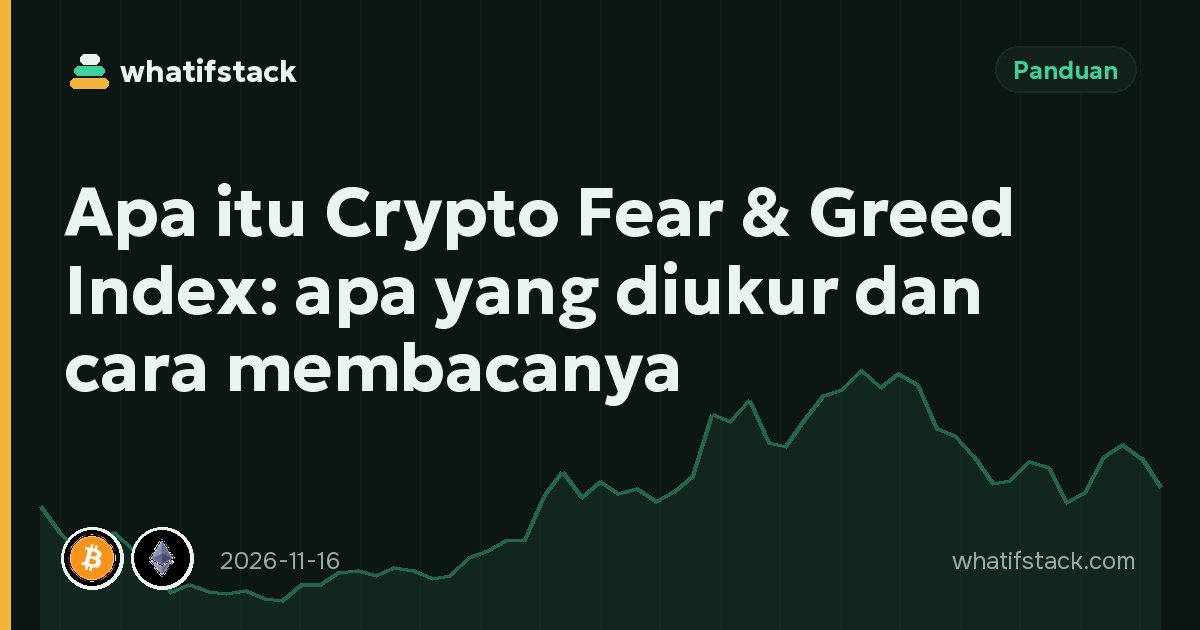 whatifstack
Panduan
Apa itu Crypto Fear & Greed
Index: apa yang diukur dan
cara membacanya
2026-11-16
whatifstack.com